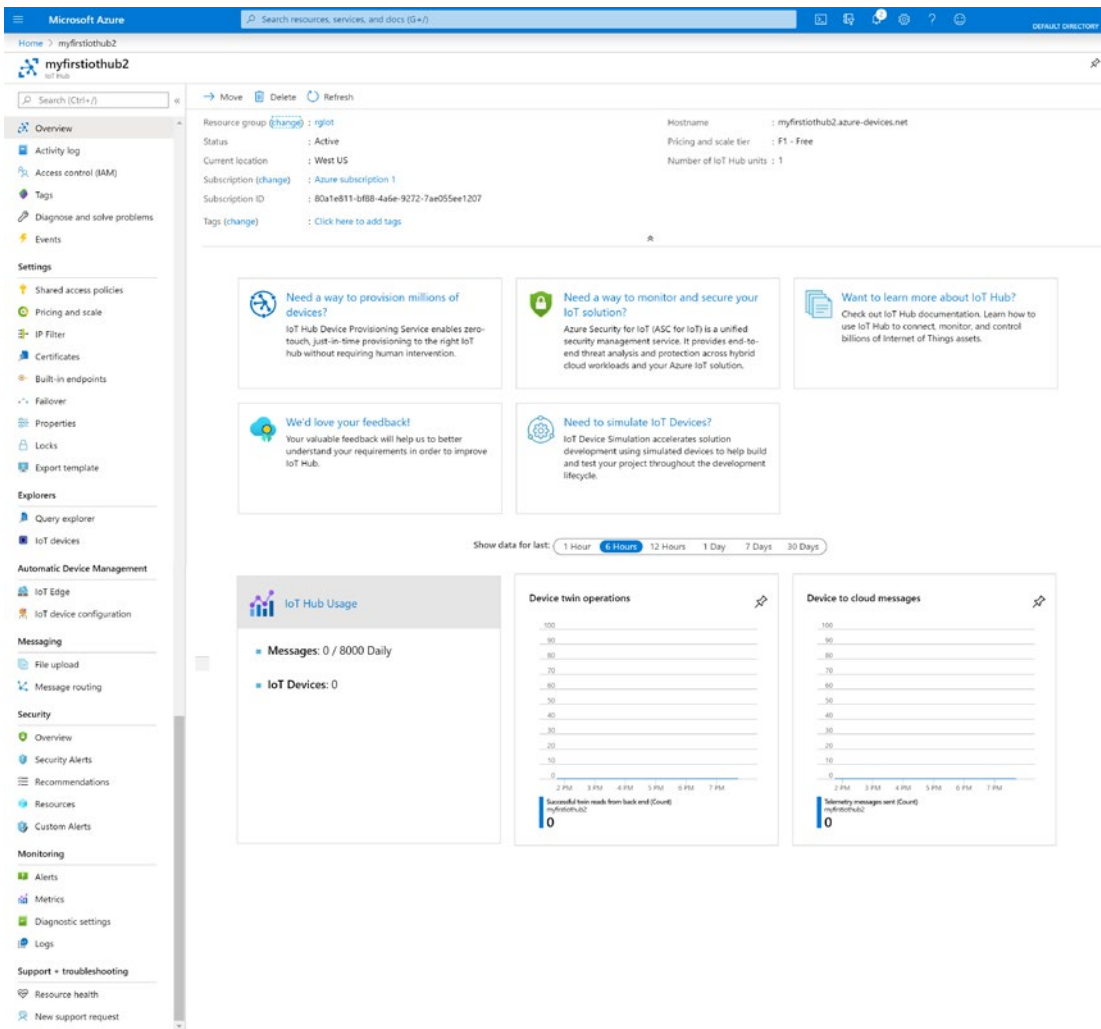 Microsoft Azure
Search resources, services, and docs (G+/)
DEFAULT DIRECTORY
Home > myfirstiothub2
myfirstiothub2
IoT Hub
Search (Ctrl+/)
Overview
Activity log
Access control (IAM)
Tags
Diagnose and solve problems
Events
Settings
Shared access policies
Pricing and scale
IP Filter
Certificates
Built-in endpoints
Failover
Properties
Locks
Export template
Explorers
Query explorer
IoT devices
Automatic Device Management
IoT Edge
IoT device configuration
Messaging
File upload
Message routing
Security
Overview
Security Alerts
Recommendations
Resources
Custom Alerts
Monitoring
Alerts
Metrics
Diagnostic settings
Logs
Support + troubleshooting
Resource health
New support request
Move Delete Refresh
Resource group (change) : rgIot
Status : Active
Current location : West US
Subscription (change) : Azure subscription 1
Subscription ID : 80a1e811-bf88-4a6e-9272-7ae055ee1207
Tags (change) : Click here to add tags
Hostname : myfirstiothub2.azure-devices.net
Pricing and scale tier : F1 - Free
Number of IoT Hub units : 1
Need a way to provision millions of
devices?
IoT Hub Device Provisioning Service enables zero-
touch, just-in-time provisioning to the right IoT
hub without requiring human intervention.
Need a way to monitor and secure your
IoT solution?
Azure Security for IoT (ASC for IoT) is a unified
security management service. It provides end-to-
end threat analysis and protection across hybrid
cloud workloads and your Azure IoT solution.
Want to learn more about IoT Hub?
Check out IoT Hub documentation. Learn how to
use IoT Hub to connect, monitor, and control
billions of Internet of Things assets.
We'd love your feedback!
Your valuable feedback will help us to better
understand your requirements in order to improve
IoT Hub.
Need to simulate IoT Devices?
IoT Device Simulation accelerates solution
development using simulated devices to help build
and test your project throughout the development
lifecycle.
Show data for last: 1 Hour 6 Hours 12 Hours 1 Day 7 Days 30 Days
IoT Hub Usage
Messages: 0 / 8000 Daily
IoT Devices: 0
Device twin operations
100
90
80
70
60
50
40
30
20
10
0
2 PM 3 PM 4 PM 5 PM 6 PM 7 PM
Successful twin reads from back end (Count)
myfirstiothub2
0
Device to cloud messages
100
90
80
70
60
50
40
30
20
10
0
2 PM 3 PM 4 PM 5 PM 6 PM 7 PM
Telemetry messages sent (Count)
myfirstiothub2
0